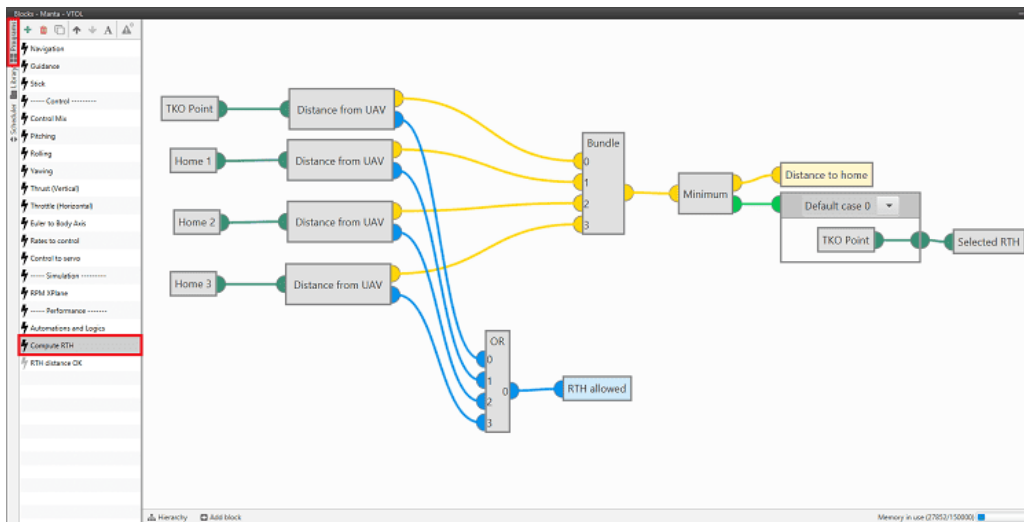 Blocks - Manta - VTOL
Programs
Library
Scheduler
A
Navigation
Guidance
Stick
----- Control ---------
Control Mix
Pitching
Rolling
Yawing
Thrust (Vertical)
Throttle (Horizontal)
Euler to Body Axis
Rates to control
Control to servo
----- Simulation ---------
RPM XPlane
----- Performance -------
Automations and Logics
Compute RTH
RTH distance OK
TKO Point
Distance from UAV
Home 1
Distance from UAV
Home 2
Distance from UAV
Home 3
Distance from UAV
Bundle
0
1
2
3
Minimum
Distance to home
Default case 0
TKO Point
Selected RTH
OR
0
1
2
3
0
RTH allowed
Hierarchy
Add block
Memory in use (27852/150000)